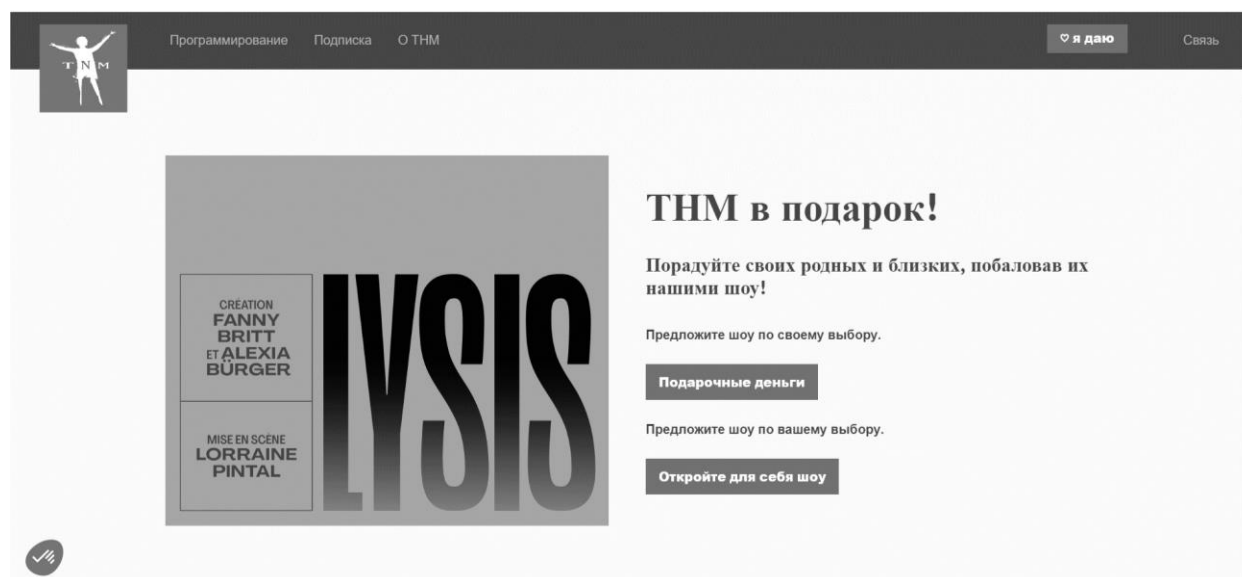 TNM
Программирование
Подписка
О ТНМ
♡ я даю
Связь
CRÉATION
FANNY
BRITT
ET ALEXIA
BÜRGER
MISE EN SCÈNE
LORRAINE
PINTAL
LYSIS
ТНМ в подарок!
Порадуйте своих родных и близких, побаловав их
нашими шоу!
Предложите шоу по своему выбору.
Подарочные деньги
Предложите шоу по вашему выбору.
Откройте для себя шоу